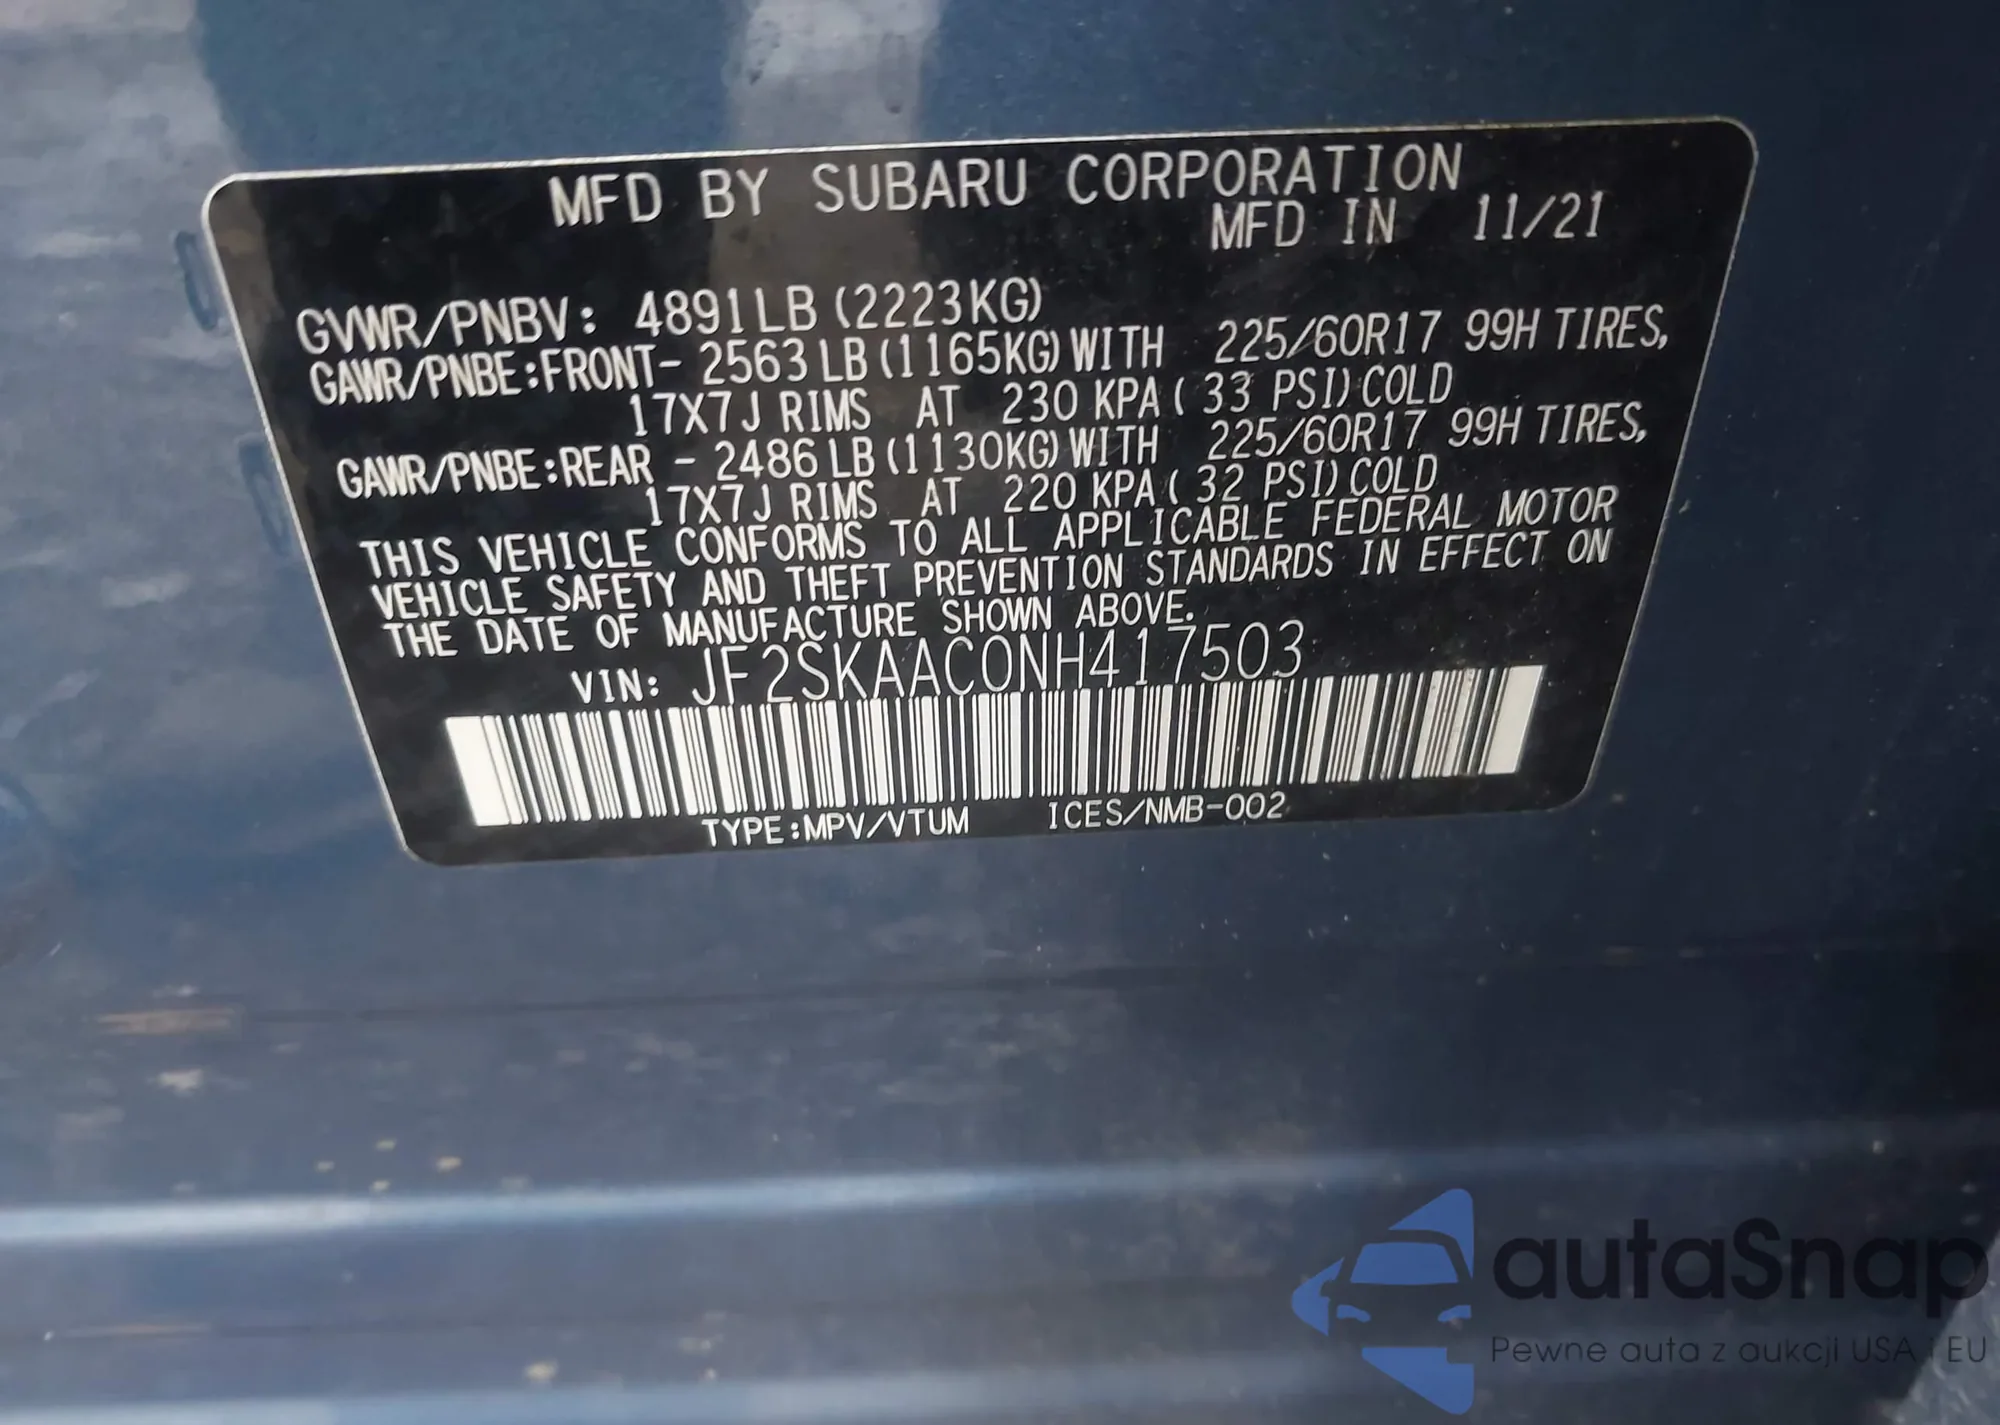 MFD BY SUBARU CORPORATION
MFD IN 11/21
GVWR/PNBV: 4891LB (2223KG)
GAWR/PNBE:FRONT- 2563LB (1165KG) WITH 225/60R17 99H TIRES,
17X7J RIMS AT 230 KPA ( 33 PSI) COLD
GAWR/PNBE:REAR - 2486LB (1130KG) WITH 225/60R17 99H TIRES,
17X7J RIMS AT 220 KPA ( 32 PSI) COLD
THIS VEHICLE CONFORMS TO ALL APPLICABLE FEDERAL MOTOR
VEHICLE SAFETY AND THEFT PREVENTION STANDARDS IN EFFECT ON
THE DATE OF MANUFACTURE SHOWN ABOVE.
VIN: JF2SKAAC0NH417503
TYPE:MPV/VTUM ICES/NMB-002
autaSnap
Pewne auta z aukcji USA i EU